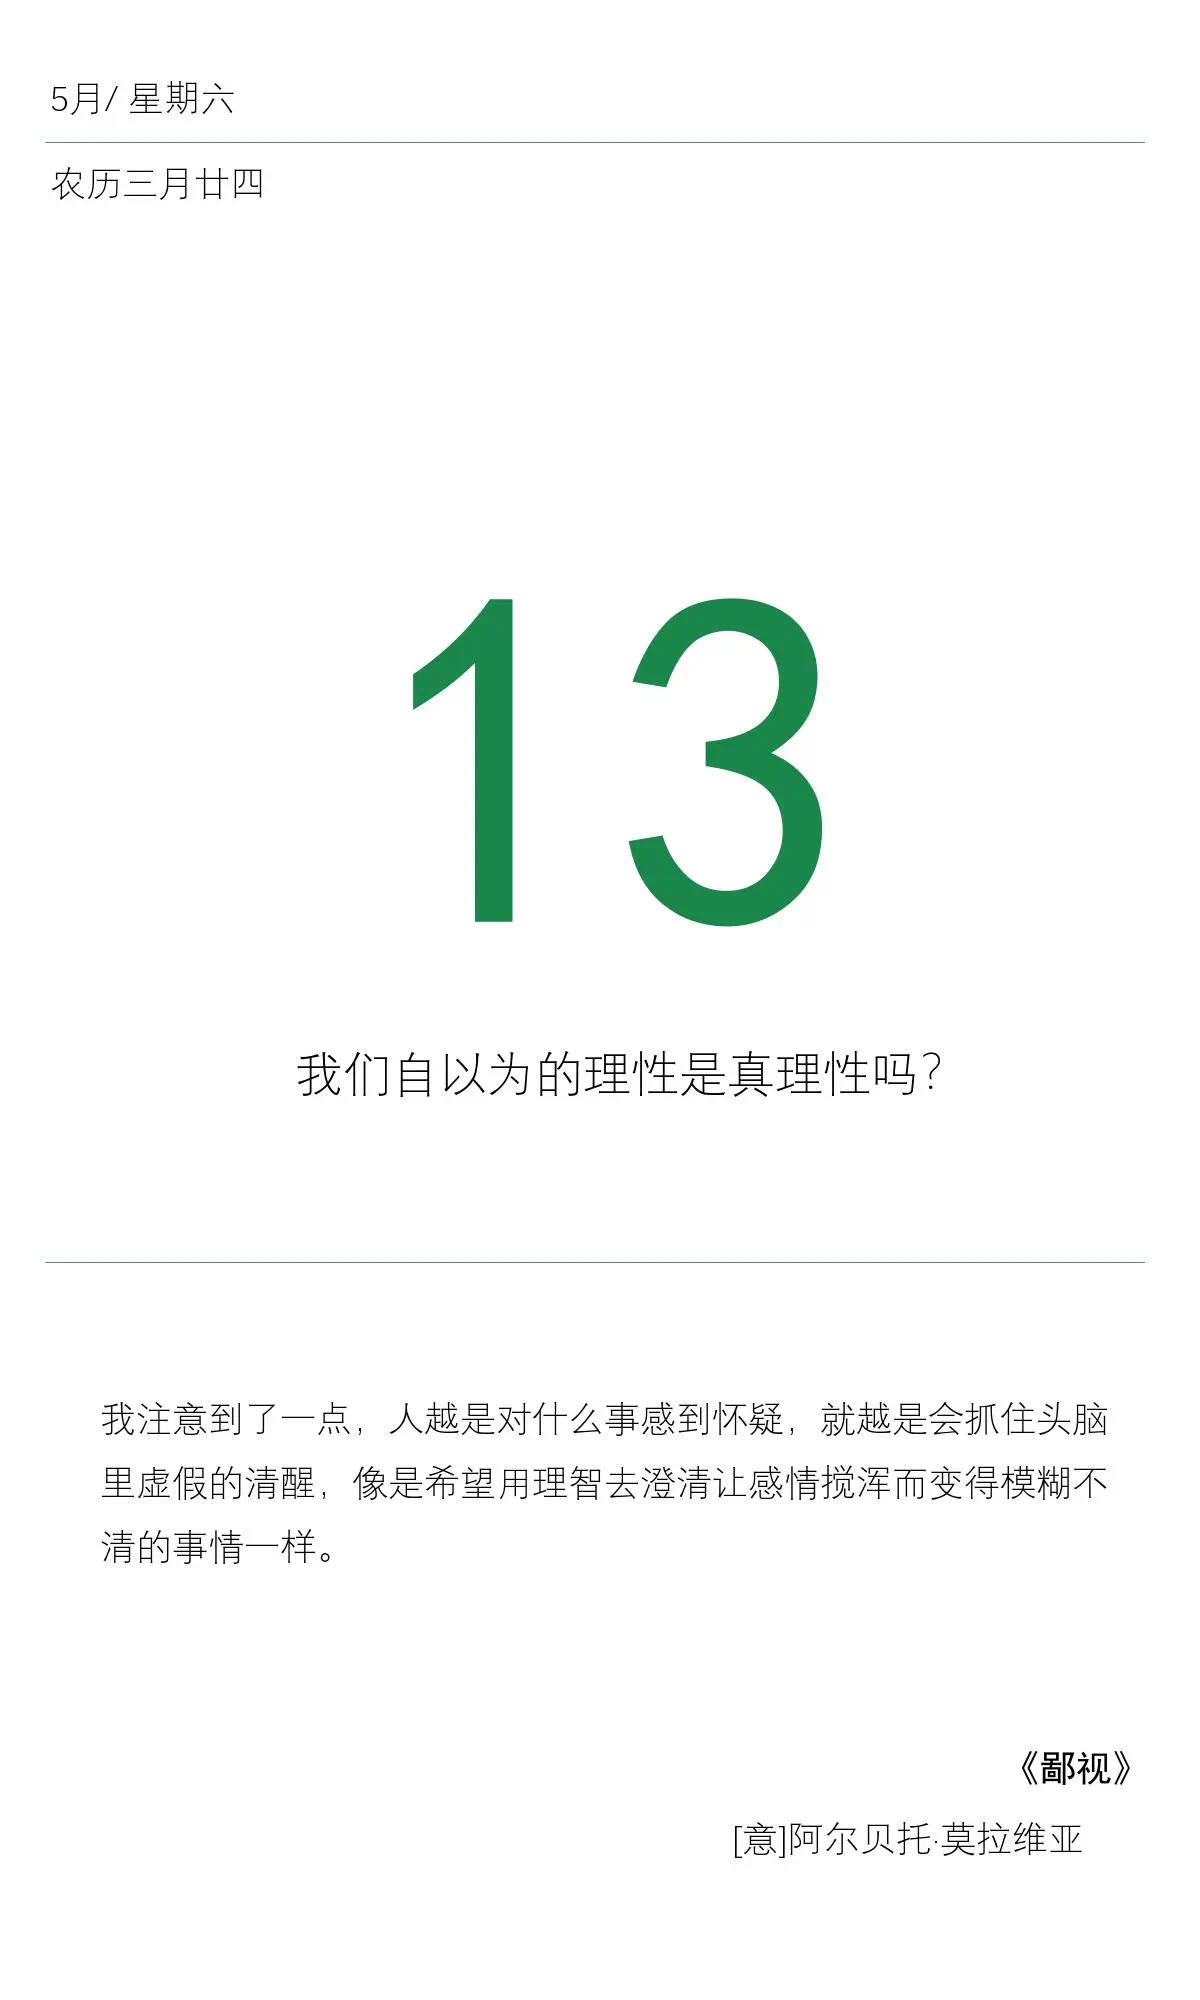 5月/ 星期六
农历三月廿四
13
我们自以为的理性是真理性吗？
我注意到了一点，人越是对什么事感到怀疑，就越是会抓住头脑
里虚假的清醒，像是希望用理智去澄清让感情搅浑而变得模糊不
清的事情一样。
《鄙视》
[意]阿尔贝托·莫拉维亚